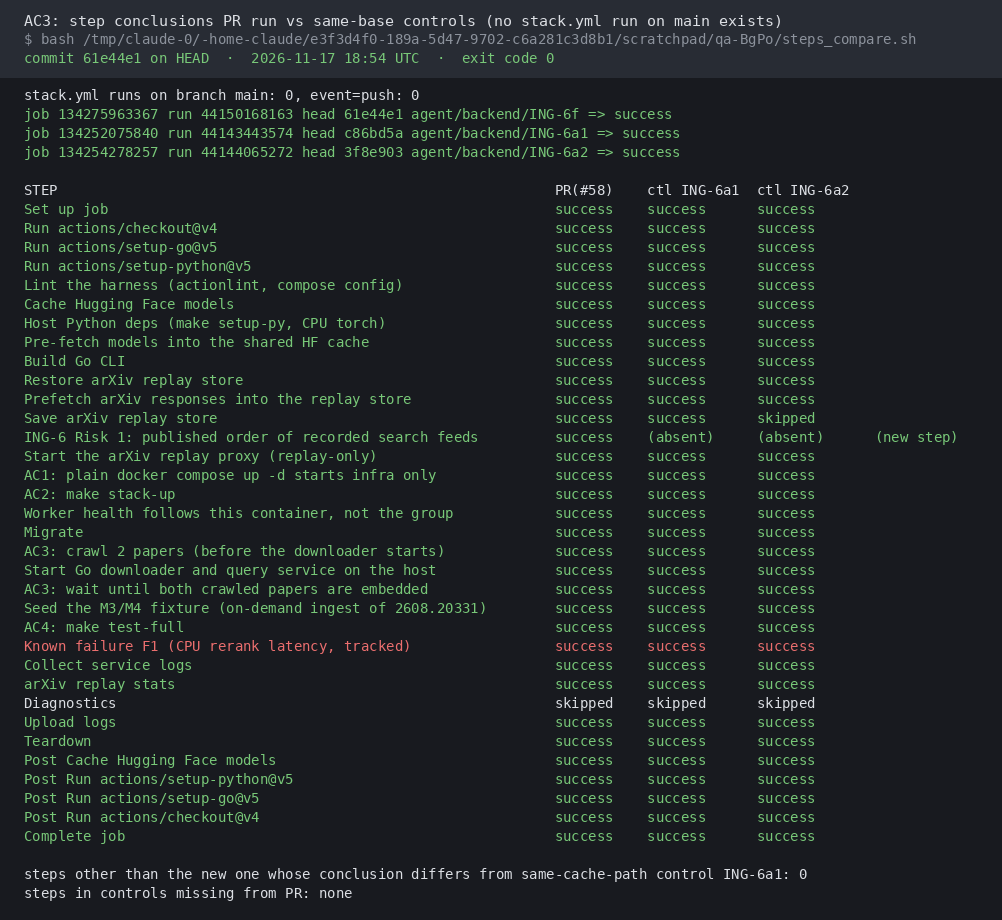 AC3: step conclusions PR run vs same-base controls (no stack.yml run on main exists)
$ bash /tmp/claude-0/-home-claude/e3f3d4f0-189a-5d47-9702-c6a281c3d8b1/scratchpad/qa-BgPo/steps_compare.sh
commit 61e44e1 on HEAD · 2026-11-17 18:54 UTC · exit code 0
stack.yml runs on branch main: 0, event=push: 0
job 134275963367 run 44150168163 head 61e44e1 agent/backend/ING-6f => success
job 134252075840 run 44143443574 head c86bd5a agent/backend/ING-6a1 => success
job 134254278257 run 44144065272 head 3f8e903 agent/backend/ING-6a2 => success
STEP PR(#58) ctl ING-6a1 ctl ING-6a2
Set up job success success success
Run actions/checkout@v4 success success success
Run actions/setup-go@v5 success success success
Run actions/setup-python@v5 success success success
Lint the harness (actionlint, compose config) success success success
Cache Hugging Face models success success success
Host Python deps (make setup-py, CPU torch) success success success
Pre-fetch models into the shared HF cache success success success
Build Go CLI success success success
Restore arXiv replay store success success success
Prefetch arXiv responses into the replay store success success success
Save arXiv replay store success success skipped
ING-6 Risk 1: published order of recorded search feeds success (absent) (absent) (new step)
Start the arXiv replay proxy (replay-only) success success success
AC1: plain docker compose up -d starts infra only success success success
AC2: make stack-up success success success
Worker health follows this container, not the group success success success
Migrate success success success
AC3: crawl 2 papers (before the downloader starts) success success success
Start Go downloader and query service on the host success success success
AC3: wait until both crawled papers are embedded success success success
Seed the M3/M4 fixture (on-demand ingest of 2608.20331) success success success
AC4: make test-full success success success
Known failure F1 (CPU rerank latency, tracked) success success success
Collect service logs success success success
arXiv replay stats success success success
Diagnostics skipped skipped skipped
Upload logs success success success
Teardown success success success
Post Cache Hugging Face models success success success
Post Run actions/setup-python@v5 success success success
Post Run actions/setup-go@v5 success success success
Post Run actions/checkout@v4 success success success
Complete job success success success
steps other than the new one whose conclusion differs from same-cache-path control ING-6a1: 0
steps in controls missing from PR: none